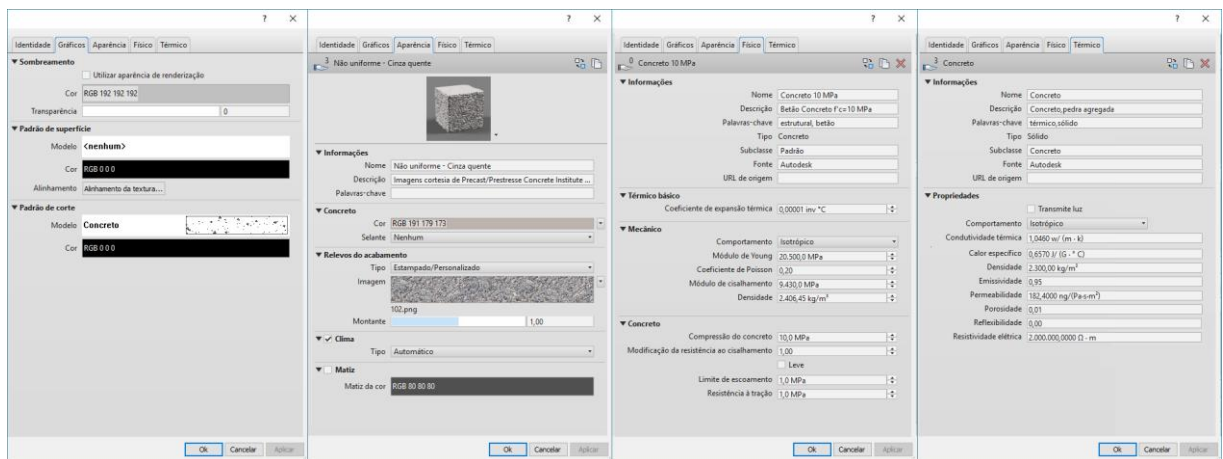 ? ×
Identidade Gráficos Aparência Físico Térmico
▼ Sombreamento
Utilizar aparência de renderização
Cor RGB 192 192 192
Transparência 0
▼ Padrão de superfície
Modelo <nenhum>
Cor RGB 0 0 0
Alinhamento Alinhamento da textura...
▼ Padrão de corte
Modelo Concreto
Cor RGB 0 0 0
Ok Cancelar Aplicar
? ×
Identidade Gráficos Aparência Físico Térmico
3 Não uniforme - Cinza quente
▼ Informações
Nome Não uniforme - Cinza quente
Descrição Imagens cortesia de Precast/Prestresse Concrete Institute ...
Palavras-chave
▼ Concreto
Cor RGB 191 179 173
Selante Nenhum
▼ Relevos do acabamento
Tipo Estampado/Personalizado
Imagem
102.png
Montante 1,00
▼ ✓ Clima
Tipo Automático
▼ Matiz
Matiz da cor RGB 80 80 80
Ok Cancelar Aplicar
? ×
Identidade Gráficos Aparência Físico Térmico
0 Concreto 10 MPa
▼ Informações
Nome Concreto 10 MPa
Descrição Betão Concreto f'c=10 MPa
Palavras-chave estrutural, betão
Tipo Concreto
Subclasse Padrão
Fonte Autodesk
URL de origem
▼ Térmico básico
Coeficiente de expansão térmica 0,00001 inv °C
▼ Mecânico
Comportamento Isotrópico
Módulo de Young 20.500,0 MPa
Coeficiente de Poisson 0,20
Módulo de cisalhamento 9.430,0 MPa
Densidade 2.406,45 kg/m³
▼ Concreto
Compressão do concreto 10,0 MPa
Modificação da resistência ao cisalhamento 1,00
Leve
Limite de escoamento 1,0 MPa
Resistência à tração 1,0 MPa
Ok Cancelar Aplicar
? ×
Identidade Gráficos Aparência Físico Térmico
3 Concreto
▼ Informações
Nome Concreto
Descrição Concreto,pedra agregada
Palavras-chave térmico,sólido
Tipo Sólido
Subclasse Concreto
Fonte Autodesk
URL de origem
▼ Propriedades
Transmite luz
Comportamento Isotrópico
Condutividade térmica 1,0460 w/ (m · k)
Calor específico 0,6570 J/ (G · ° C)
Densidade 2.300,00 kg/m³
Emissividade 0,95
Permeabilidade 182,4000 ng/(Pa·s·m²)
Porosidade 0,01
Reflexibilidade 0,00
Resistividade elétrica 2.000.000,0000 Ω · m
Ok Cancelar Aplicar